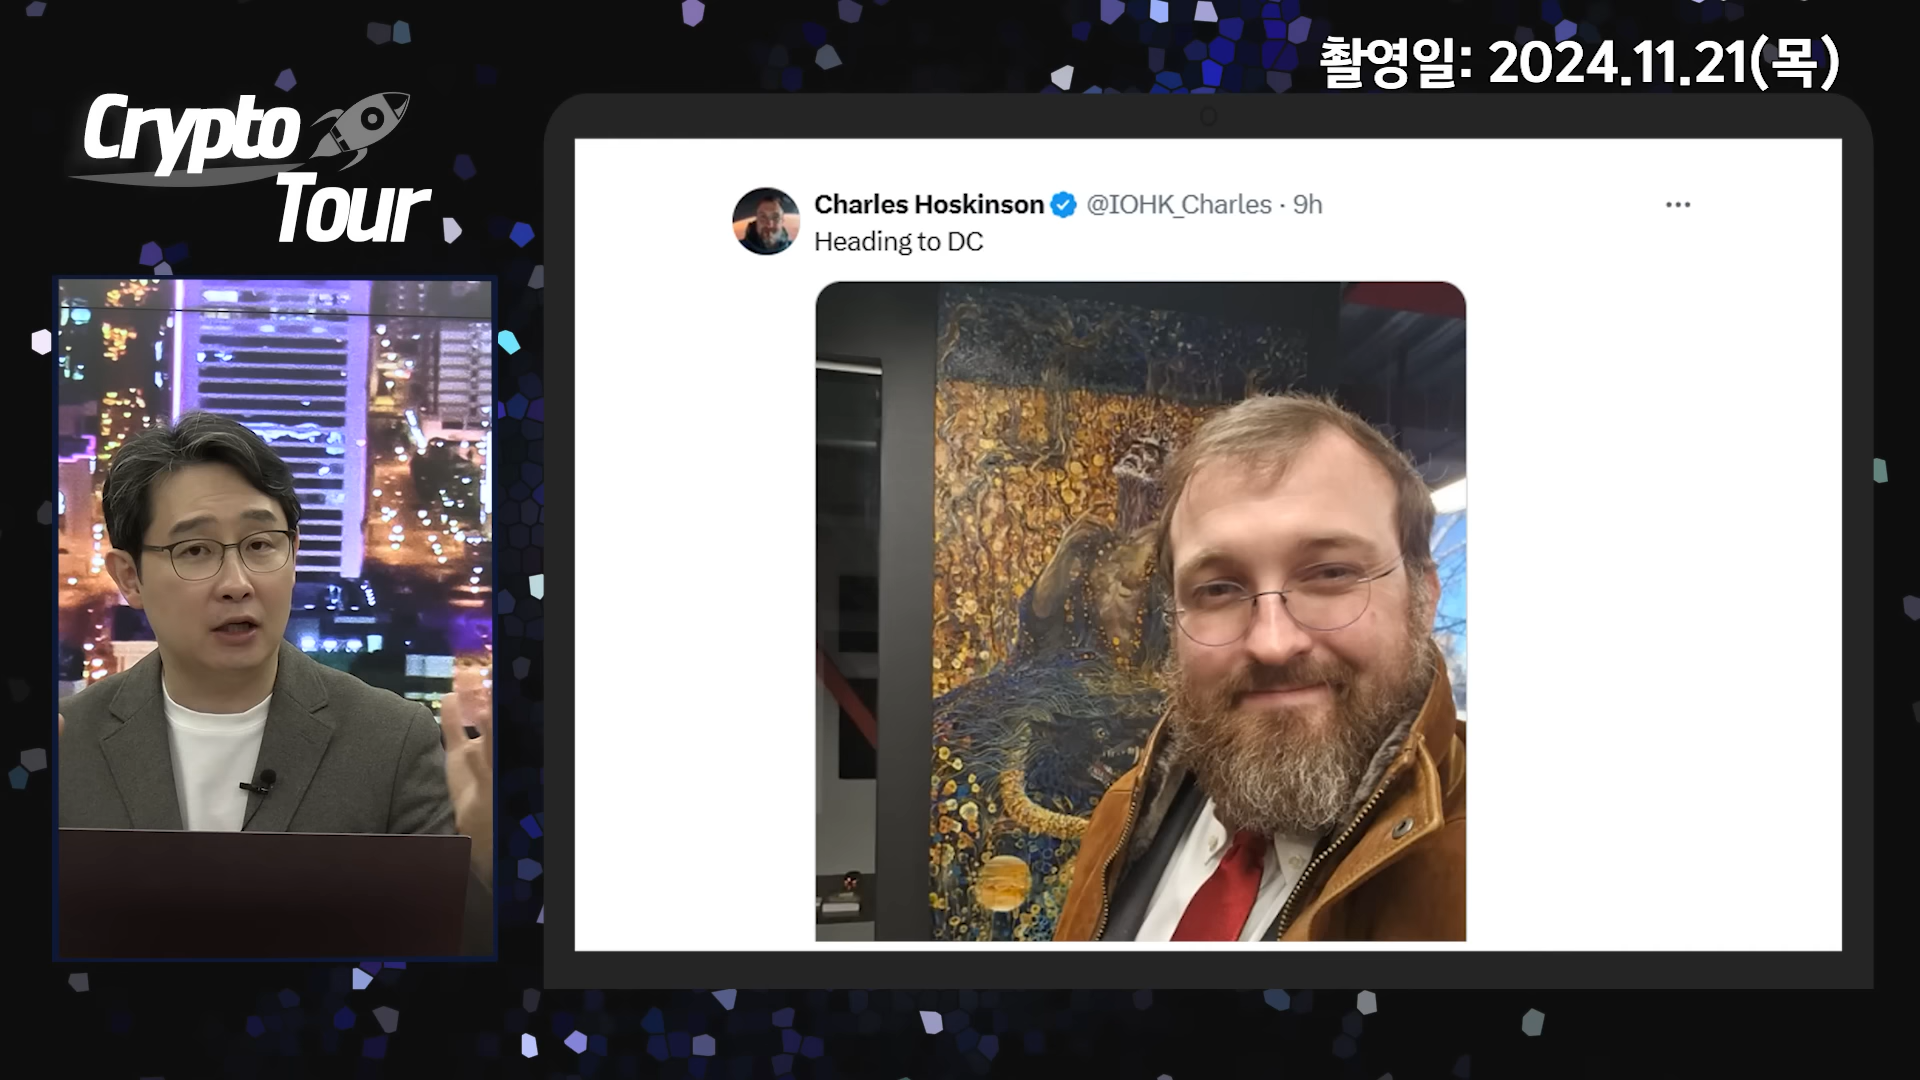 촬영일: 2024.11.21(목)
Crypto
Tour
Charles Hoskinson @IOHK_Charles · 9h
Heading to DC